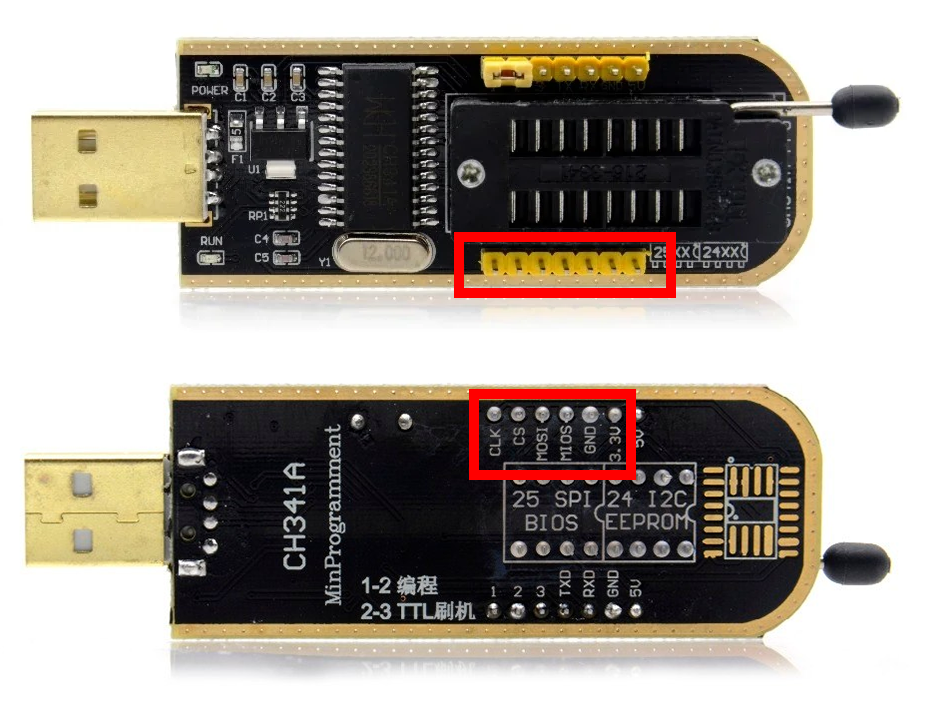 POWER
C1 C2 C3
F1
U1
RP1
RUN
C4
C5
Y1
12.000
25XX
24XX
CLK
CS
MOSI
MIOS
GND
3.3V
5V
CH341A
MinProgramment
25 SPI
BIOS
24 I2C
EEPROM
1-2 编程
2-3 TTL刷机
1 2 3 TXD RXD GND 5V